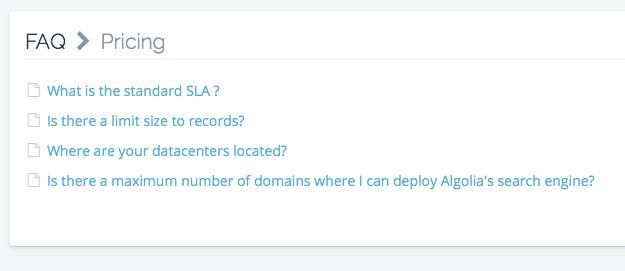 FAQ > Pricing
What is the standard SLA ?
Is there a limit size to records?
Where are your datacenters located?
Is there a maximum number of domains where I can deploy Algolia's search engine?